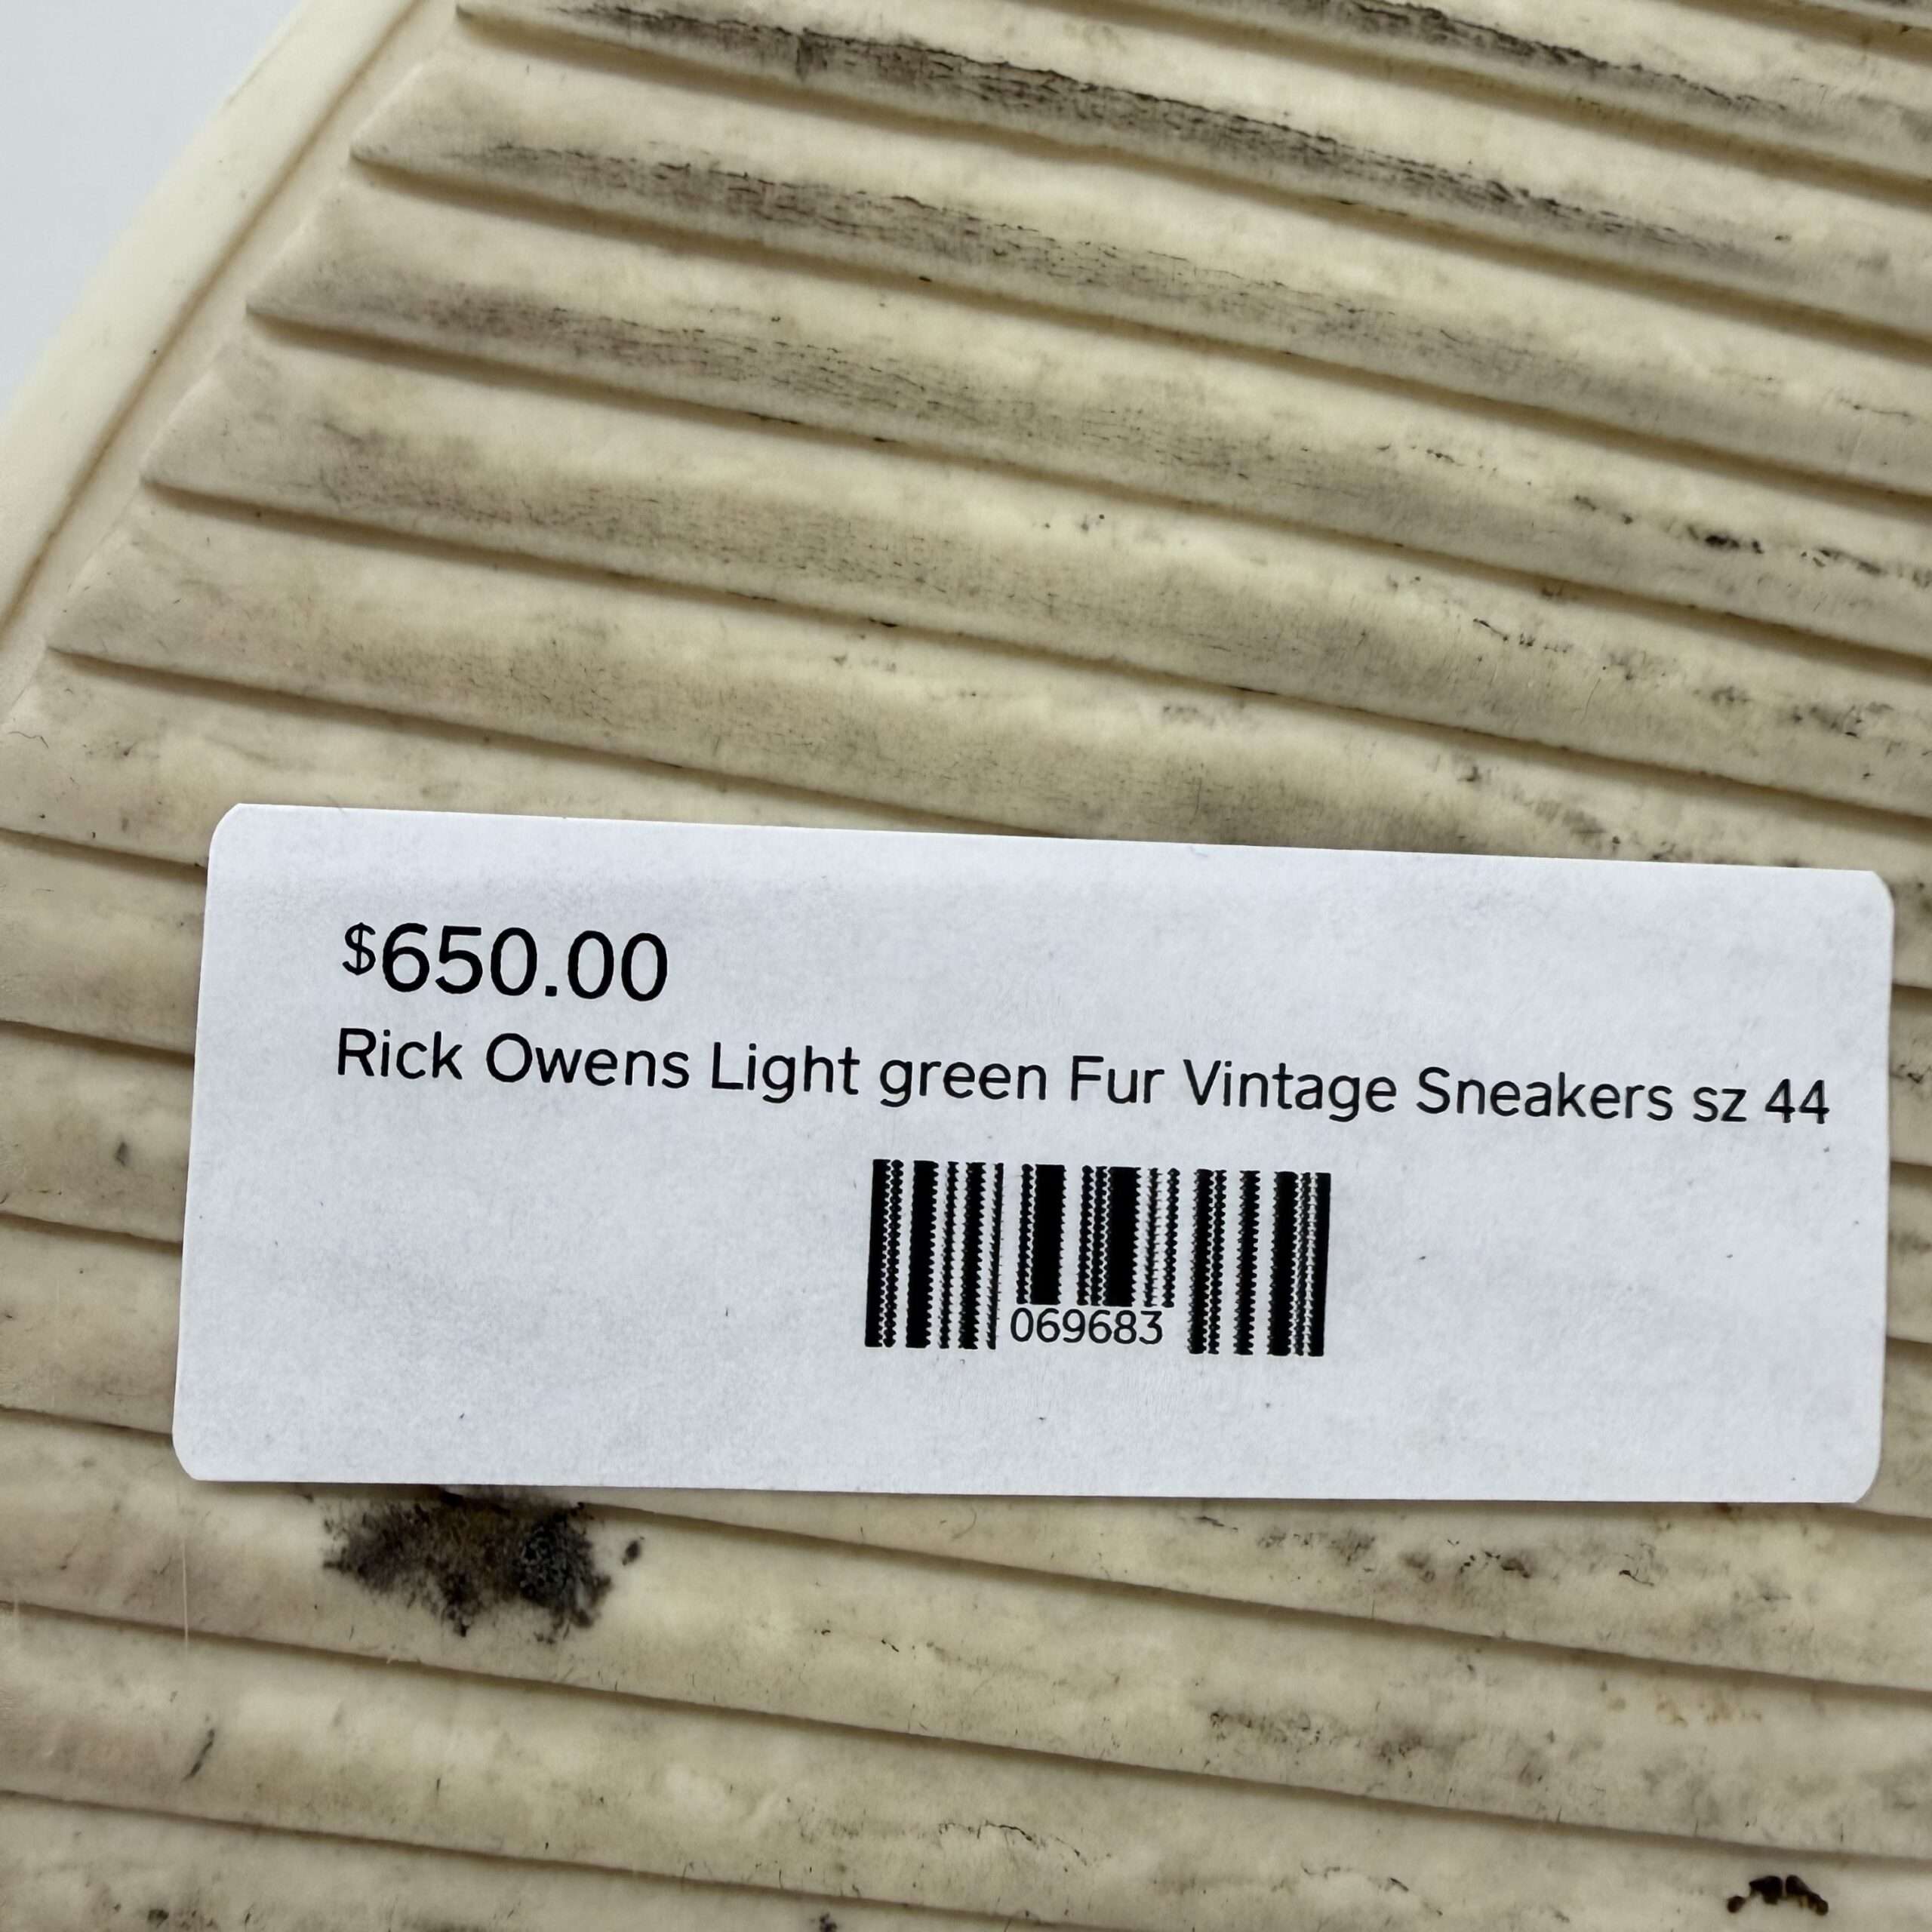 $650.00
Rick Owens Light green Fur Vintage Sneakers sz 44
069683